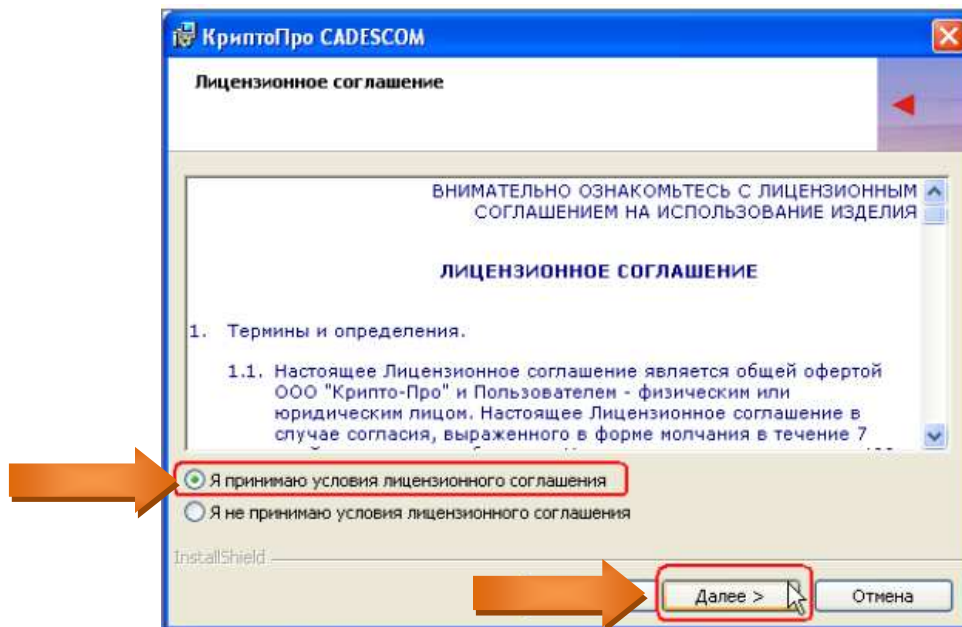 КриптоПро CADESCOM
Лицензионное соглашение
ВНИМАТЕЛЬНО ОЗНАКОМЬТЕСЬ С ЛИЦЕНЗИОННЫМ
СОГЛАШЕНИЕМ НА ИСПОЛЬЗОВАНИЕ ИЗДЕЛИЯ
ЛИЦЕНЗИОННОЕ СОГЛАШЕНИЕ
1. Термины и определения.
1.1. Настоящее Лицензионное соглашение является общей офертой
ООО "Крипто-Про" и Пользователем - физическим или
юридическим лицом. Настоящее Лицензионное соглашение в
случае согласия, выраженного в форме молчания в течение 7
Я принимаю условия лицензионного соглашения
Я не принимаю условия лицензионного соглашения
InstallShield
Далее >
Отмена